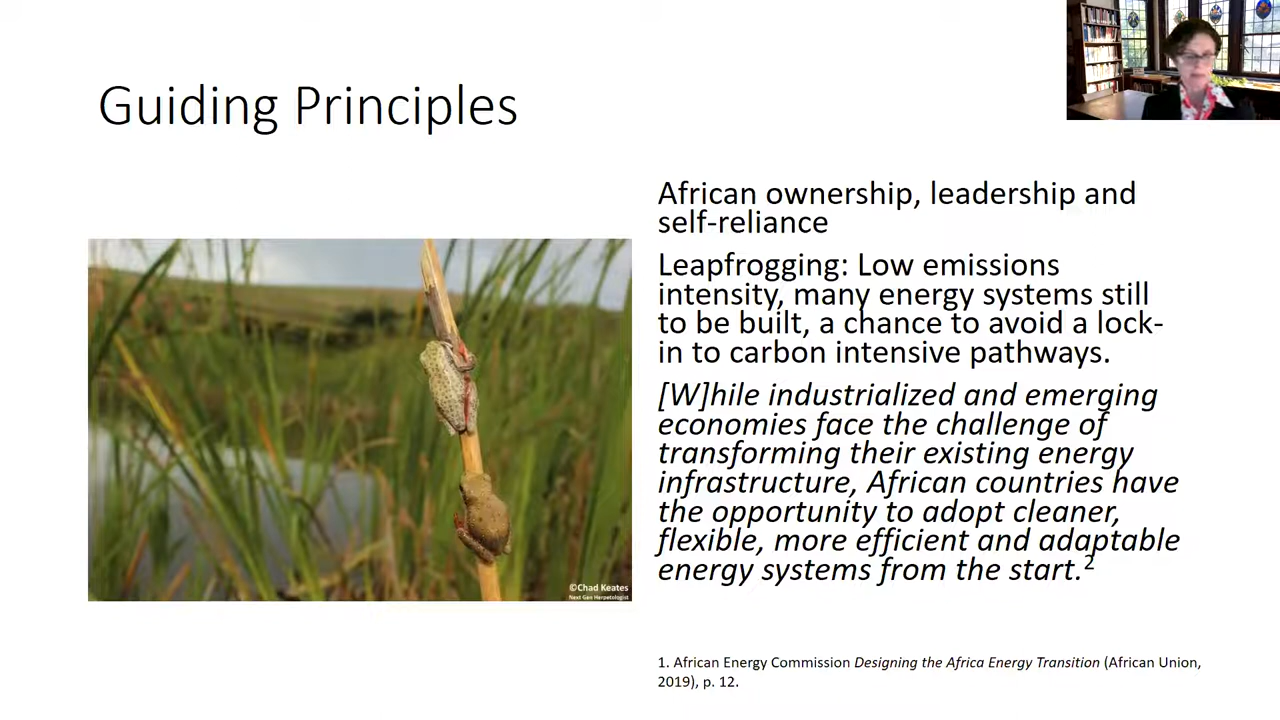 Guiding Principles
African ownership, leadership and
self-reliance
Leapfrogging: Low emissions
intensity, many energy systems still
to be built, a chance to avoid a lock-
in to carbon intensive pathways.
[W]hile industrialized and emerging
economies face the challenge of
transforming their existing energy
infrastructure, African countries have
the opportunity to adopt cleaner,
flexible, more efficient and adaptable
energy systems from the start.2
©Chad Keates
Next Gen Herpetologist
1. African Energy Commission Designing the Africa Energy Transition (African Union,
2019), p. 12.